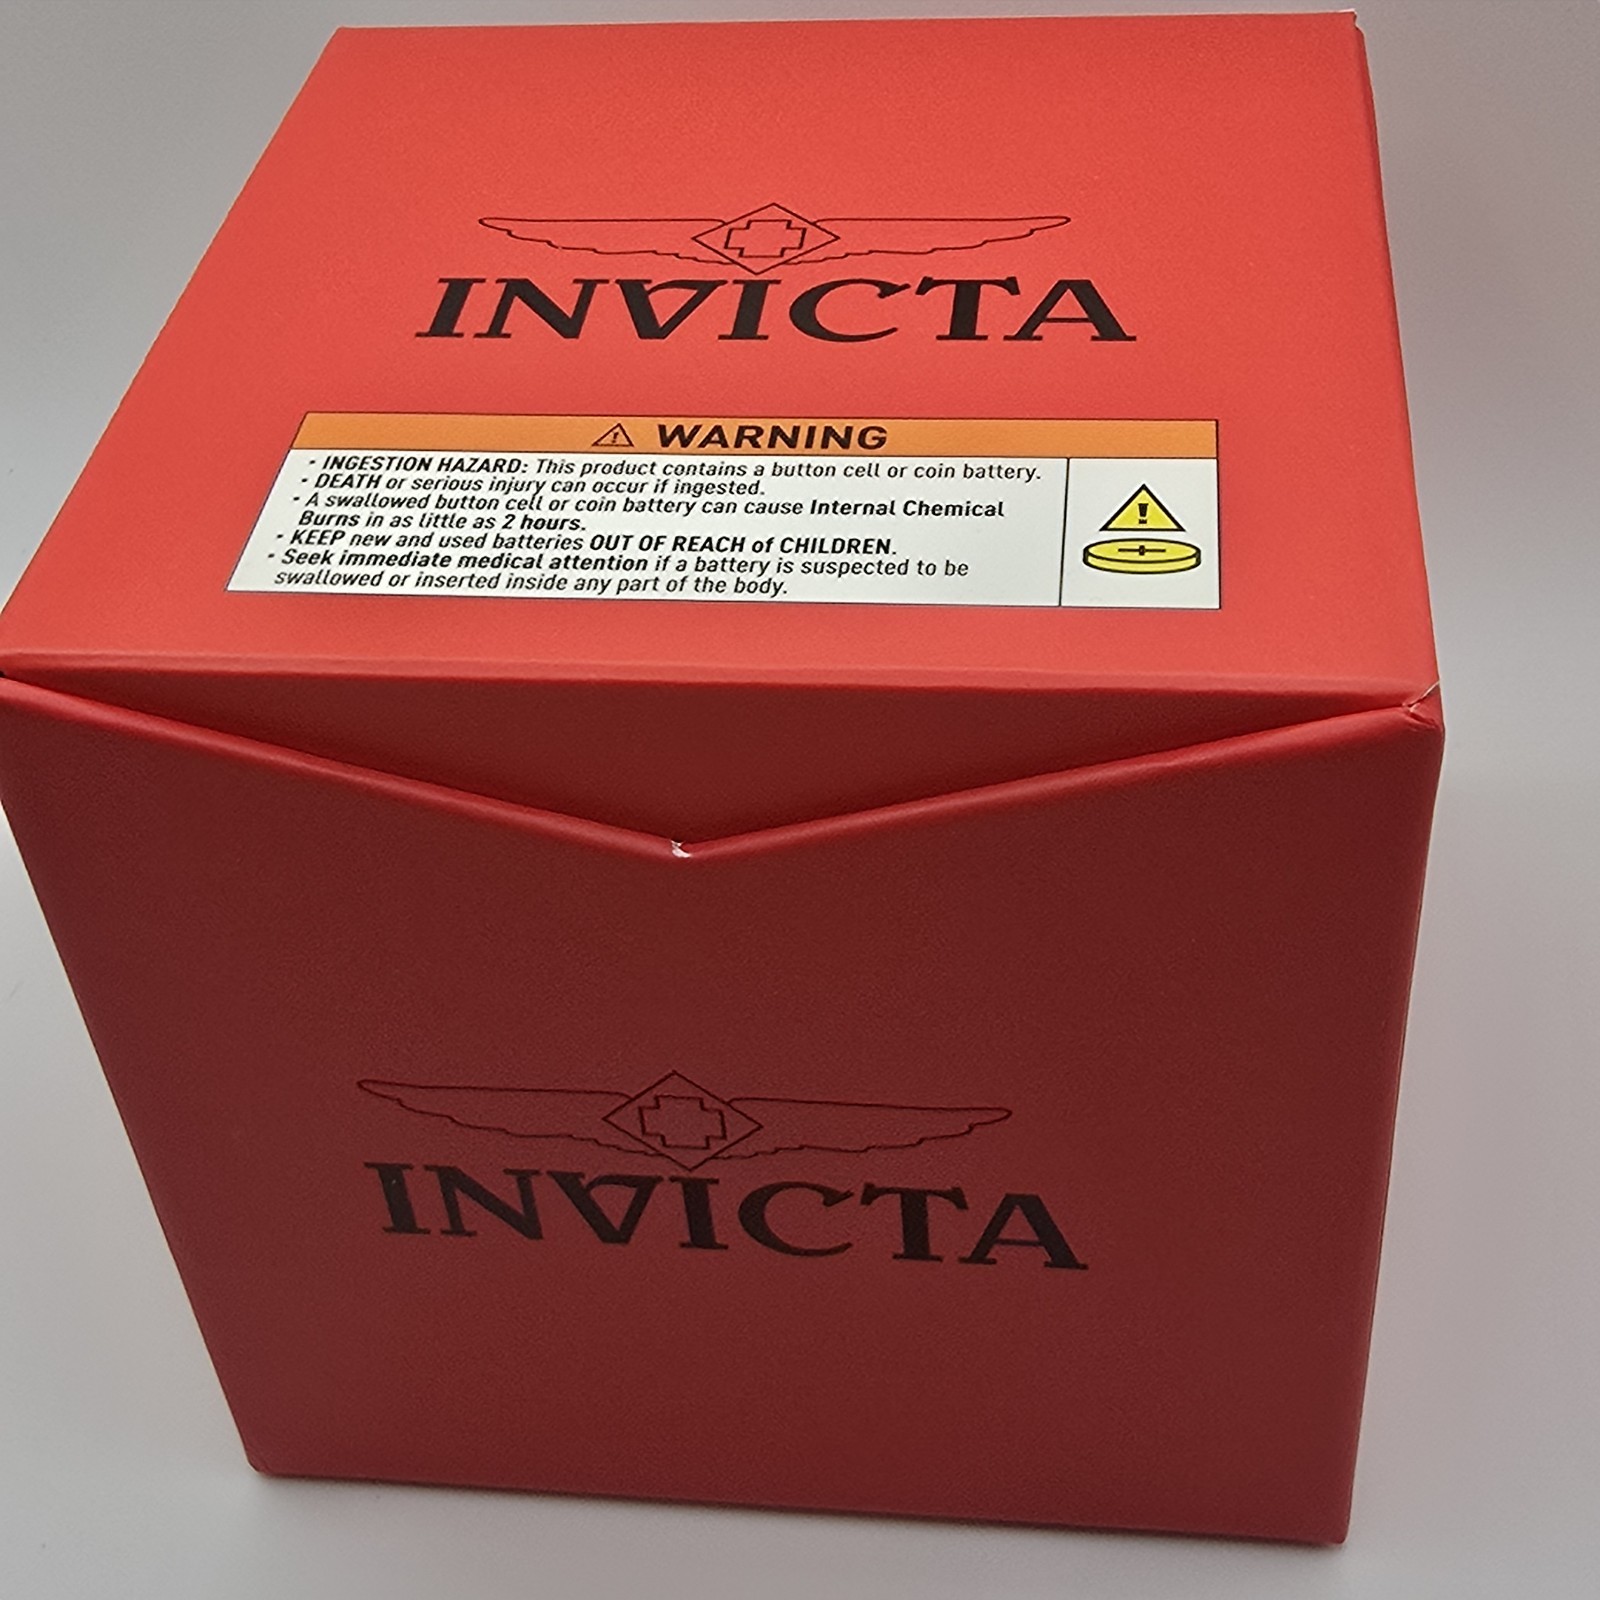 INVICTA
WARNING
· INGESTION HAZARD: This product contains a button cell or coin battery.
· DEATH or serious injury can occur if ingested.
· A swallowed button cell or coin battery can cause Internal Chemical
Burns in as little as 2 hours.
· KEEP new and used batteries OUT OF REACH of CHILDREN.
· Seek immediate medical attention if a battery is suspected to be
swallowed or inserted inside any part of the body.
INVICTA